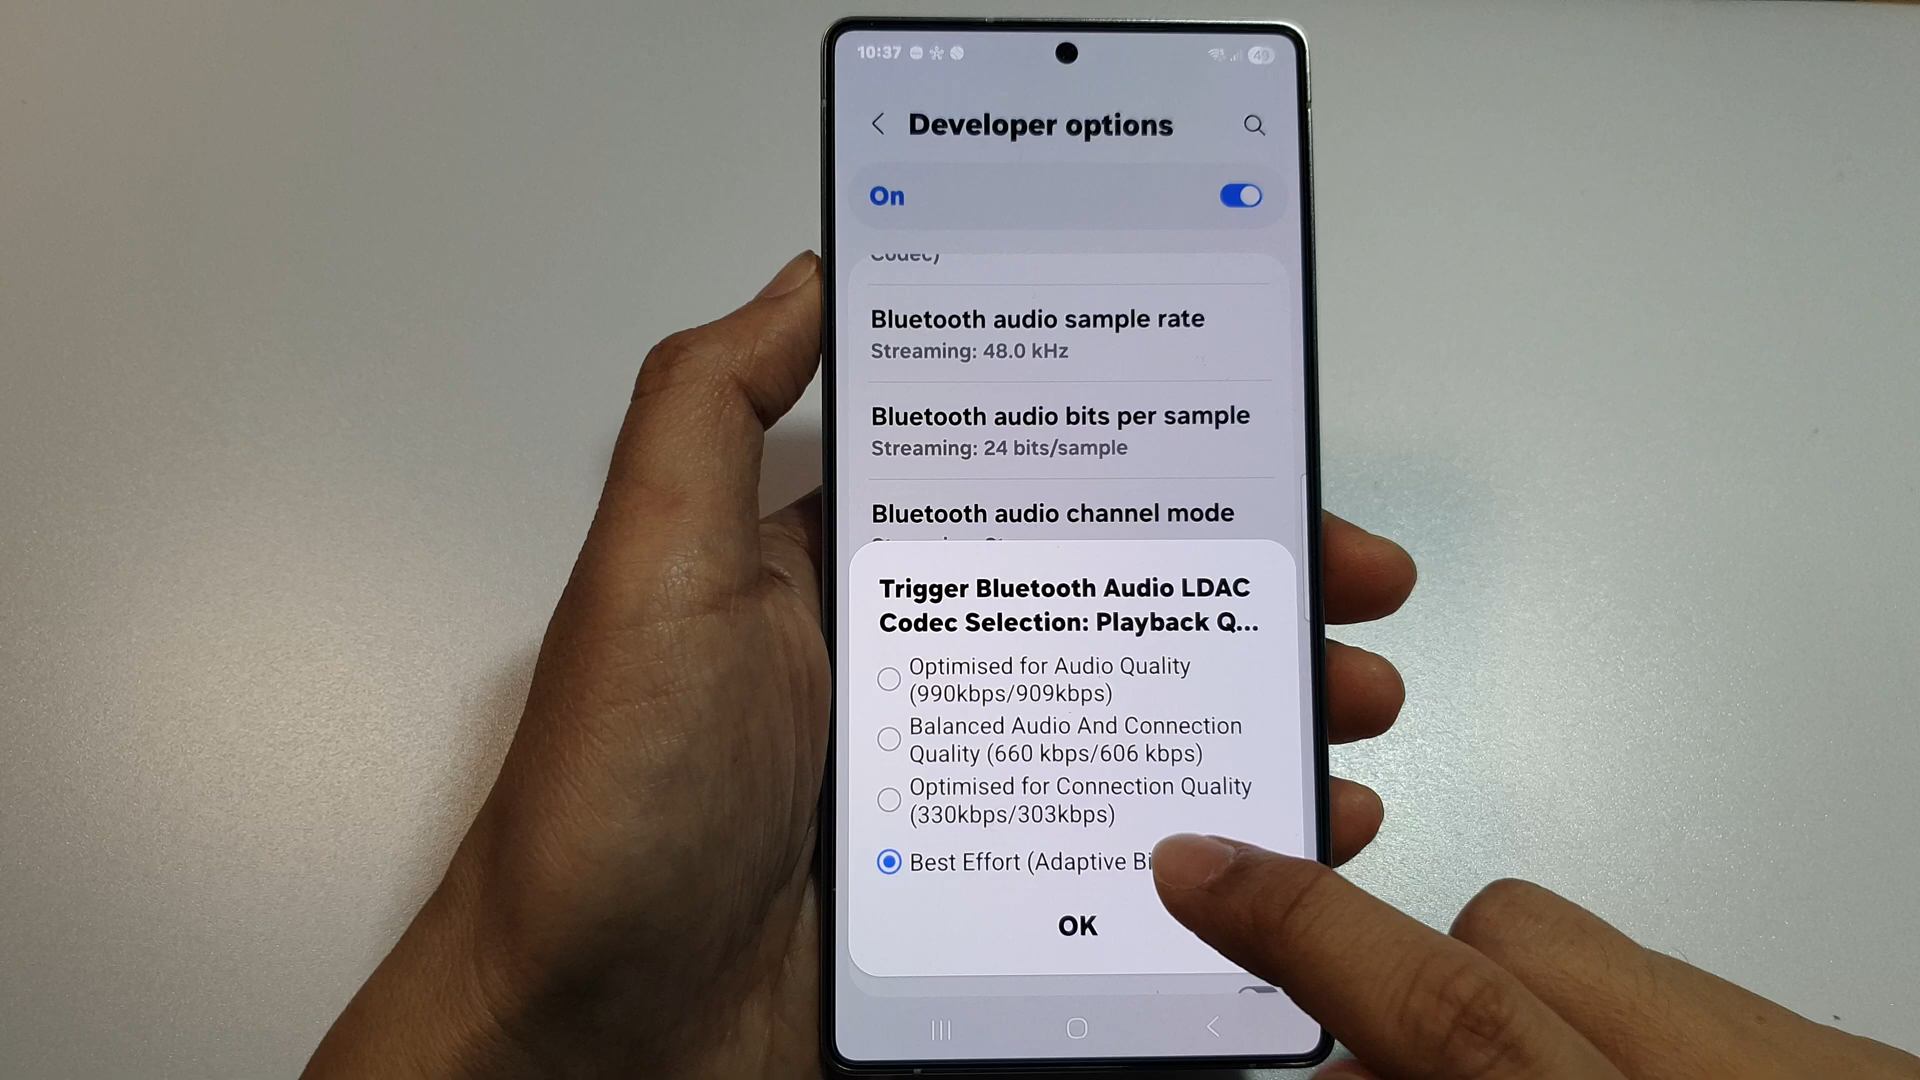 10:37
49
Developer options
On
Codec)
Bluetooth audio sample rate
Streaming: 48.0 kHz
Bluetooth audio bits per sample
Streaming: 24 bits/sample
Bluetooth audio channel mode
Trigger Bluetooth Audio LDAC
Codec Selection: Playback Q...
Optimised for Audio Quality
(990kbps/909kbps)
Balanced Audio And Connection
Quality (660 kbps/606 kbps)
Optimised for Connection Quality
(330kbps/303kbps)
Best Effort (Adaptive Bi
OK